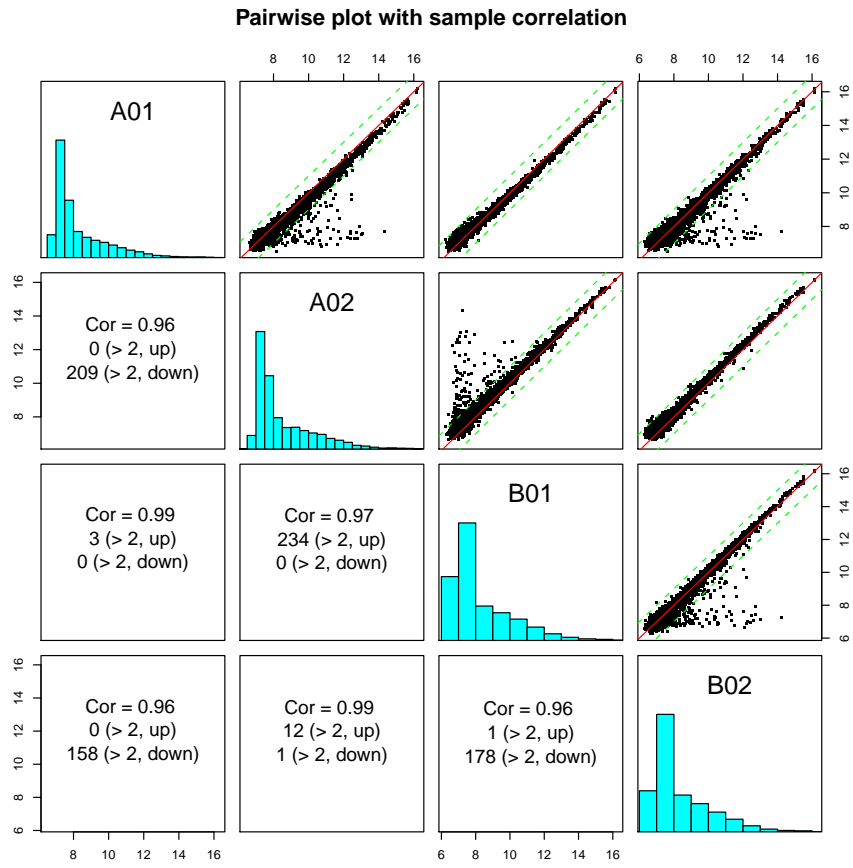 Pairwise plot with sample correlation
8 10 12 14 16
6 8 10 12 14 16
A01
8 10 12 14 16
A02
Cor = 0.96
0 (> 2, up)
209 (> 2, down)
8 10 12 14 16
B01
Cor = 0.99
3 (> 2, up)
0 (> 2, down)
Cor = 0.97
234 (> 2, up)
0 (> 2, down)
6 8 10 12 14 16
B02
Cor = 0.96
0 (> 2, up)
158 (> 2, down)
Cor = 0.99
12 (> 2, up)
1 (> 2, down)
Cor = 0.96
1 (> 2, up)
178 (> 2, down)
6 8 10 12 14 16
8 10 12 14 16
6 8 10 12 14 16